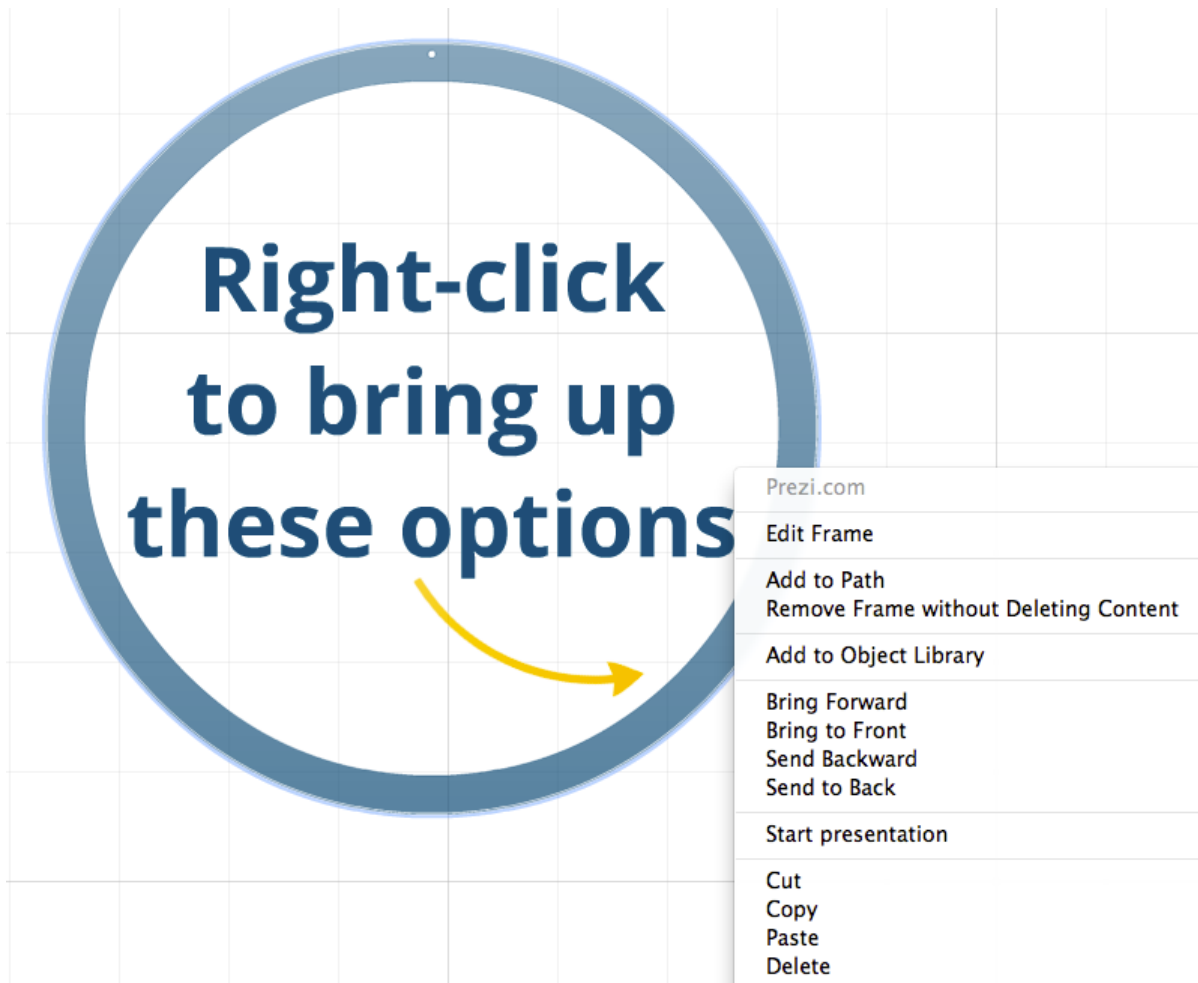 Right-click
to bring up
these options
Prezi.com
Edit Frame
Add to Path
Remove Frame without Deleting Content
Add to Object Library
Bring Forward
Bring to Front
Send Backward
Send to Back
Start presentation
Cut
Copy
Paste
Delete